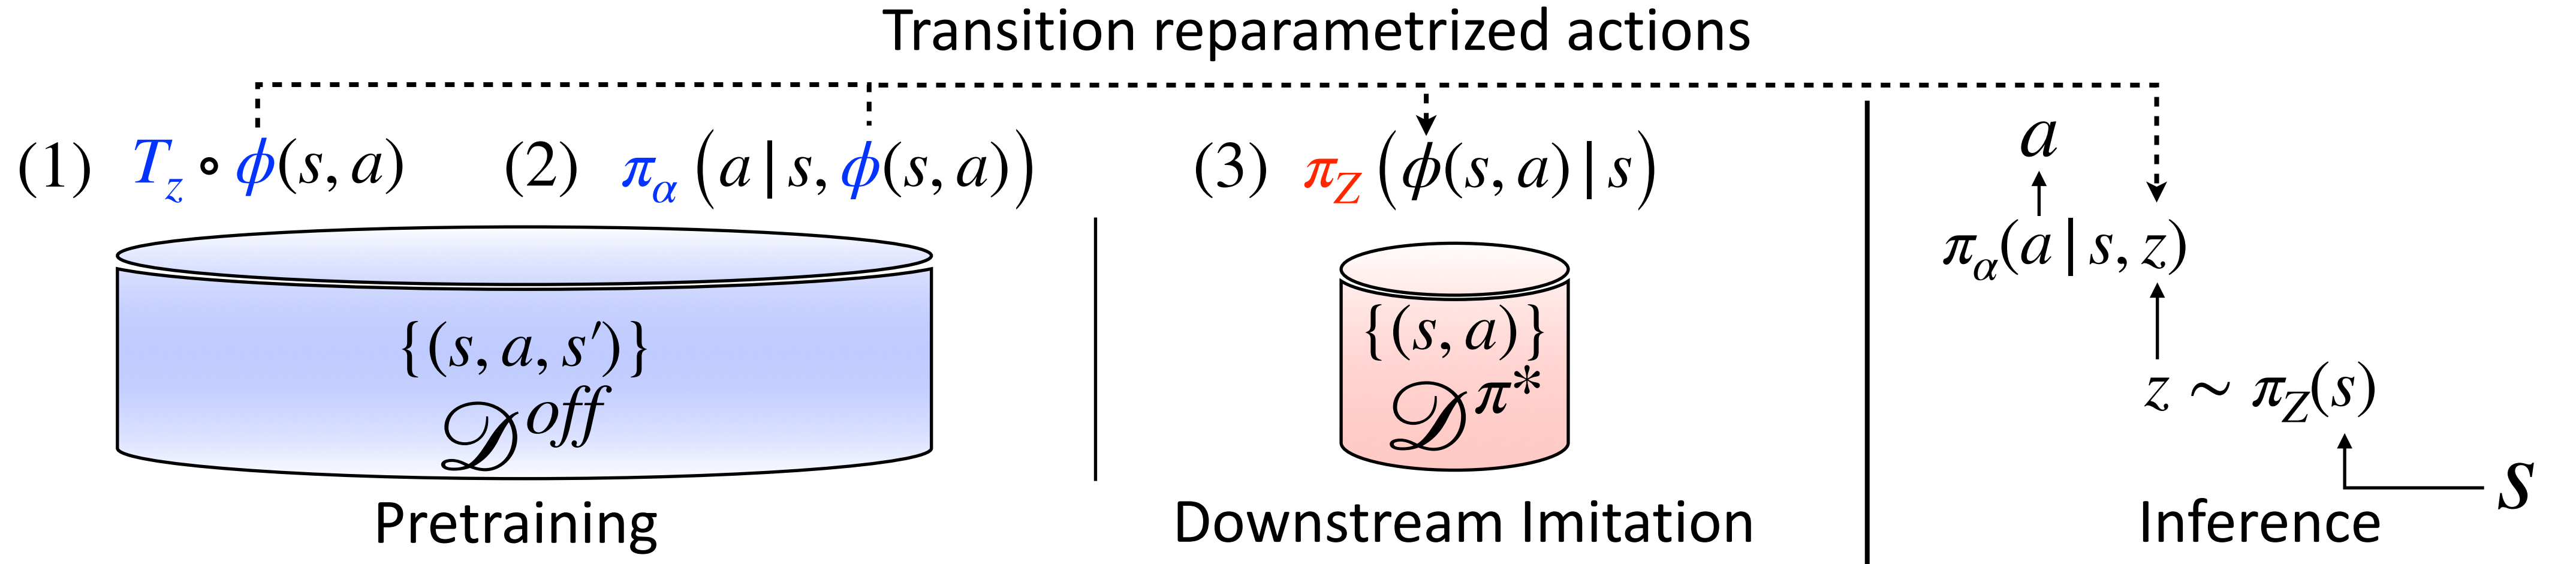 Transition reparametrized actions
(1) T_z ∘ ϕ(s, a)
(2) π_α (a | s, ϕ(s, a))
(3) π_Z (ϕ(s, a) | s)
{(s, a, s′)}
𝒟^off
Pretraining
{(s, a)}
𝒟^π*
Downstream Imitation
a
π_α(a | s, z)
z ∼ π_Z(s)
s
Inference